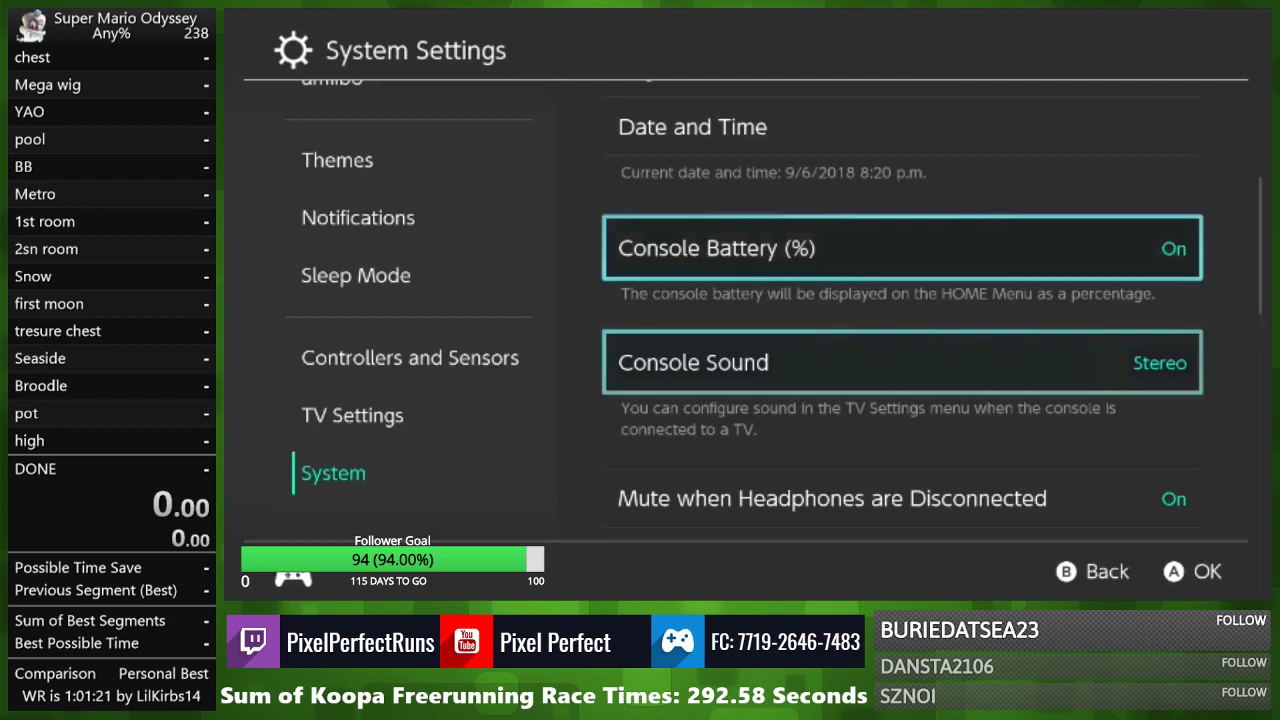 Super Mario Odyssey
Any% 238
chest -
Mega wig -
YAO -
pool -
BB -
Metro -
1st room -
2sn room -
Snow -
first moon -
tresure chest -
Seaside -
Broodle -
pot -
high -
DONE -
0.00
0.00
Possible Time Save -
Previous Segment (Best) -
Sum of Best Segments -
Best Possible Time -
Comparison Personal Best
WR is 1:01:21 by LilKirbs14
System Settings
amiibo
Themes
Notifications
Sleep Mode
Controllers and Sensors
TV Settings
System
Date and Time
Current date and time: 9/6/2018 8:20 p.m.
Console Battery (%) On
The console battery will be displayed on the HOME Menu as a percentage.
Console Sound Stereo
You can configure sound in the TV Settings menu when the console is
connected to a TV.
Mute when Headphones are Disconnected On
Follower Goal
94 (94.00%)
0 115 DAYS TO GO 100
B Back A OK
PixelPerfectRuns You Tube Pixel Perfect FC: 7719-2646-7483
Sum of Koopa Freerunning Race Times: 292.58 Seconds
BURIEDATSEA23 FOLLOW
DANSTA2106 FOLLOW
SZNOI FOLLOW